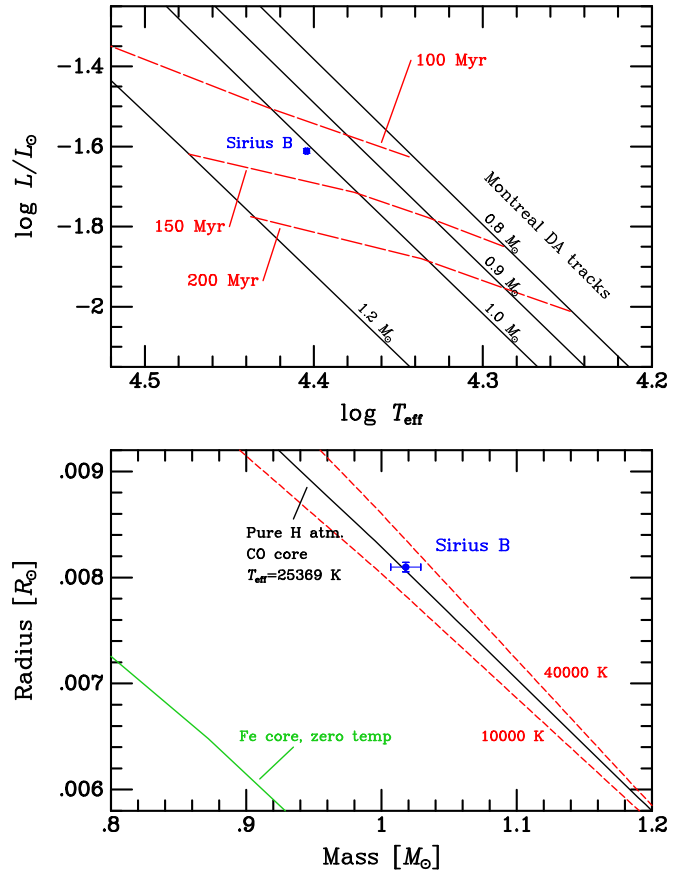 −1.4
−1.6
−1.8
−2
log L/L⊙
100 Myr
Sirius B
150 Myr
200 Myr
Montreal DA tracks
0.8 M⊙
0.9 M⊙
1.0 M⊙
1.2 M⊙
4.5 4.4 4.3 4.2
log Teff
.009
.008
.007
.006
Radius [R⊙]
Pure H atm.
CO core
Teff=25369 K
Sirius B
40000 K
10000 K
Fe core, zero temp
.8 .9 1 1.1 1.2
Mass [M⊙]